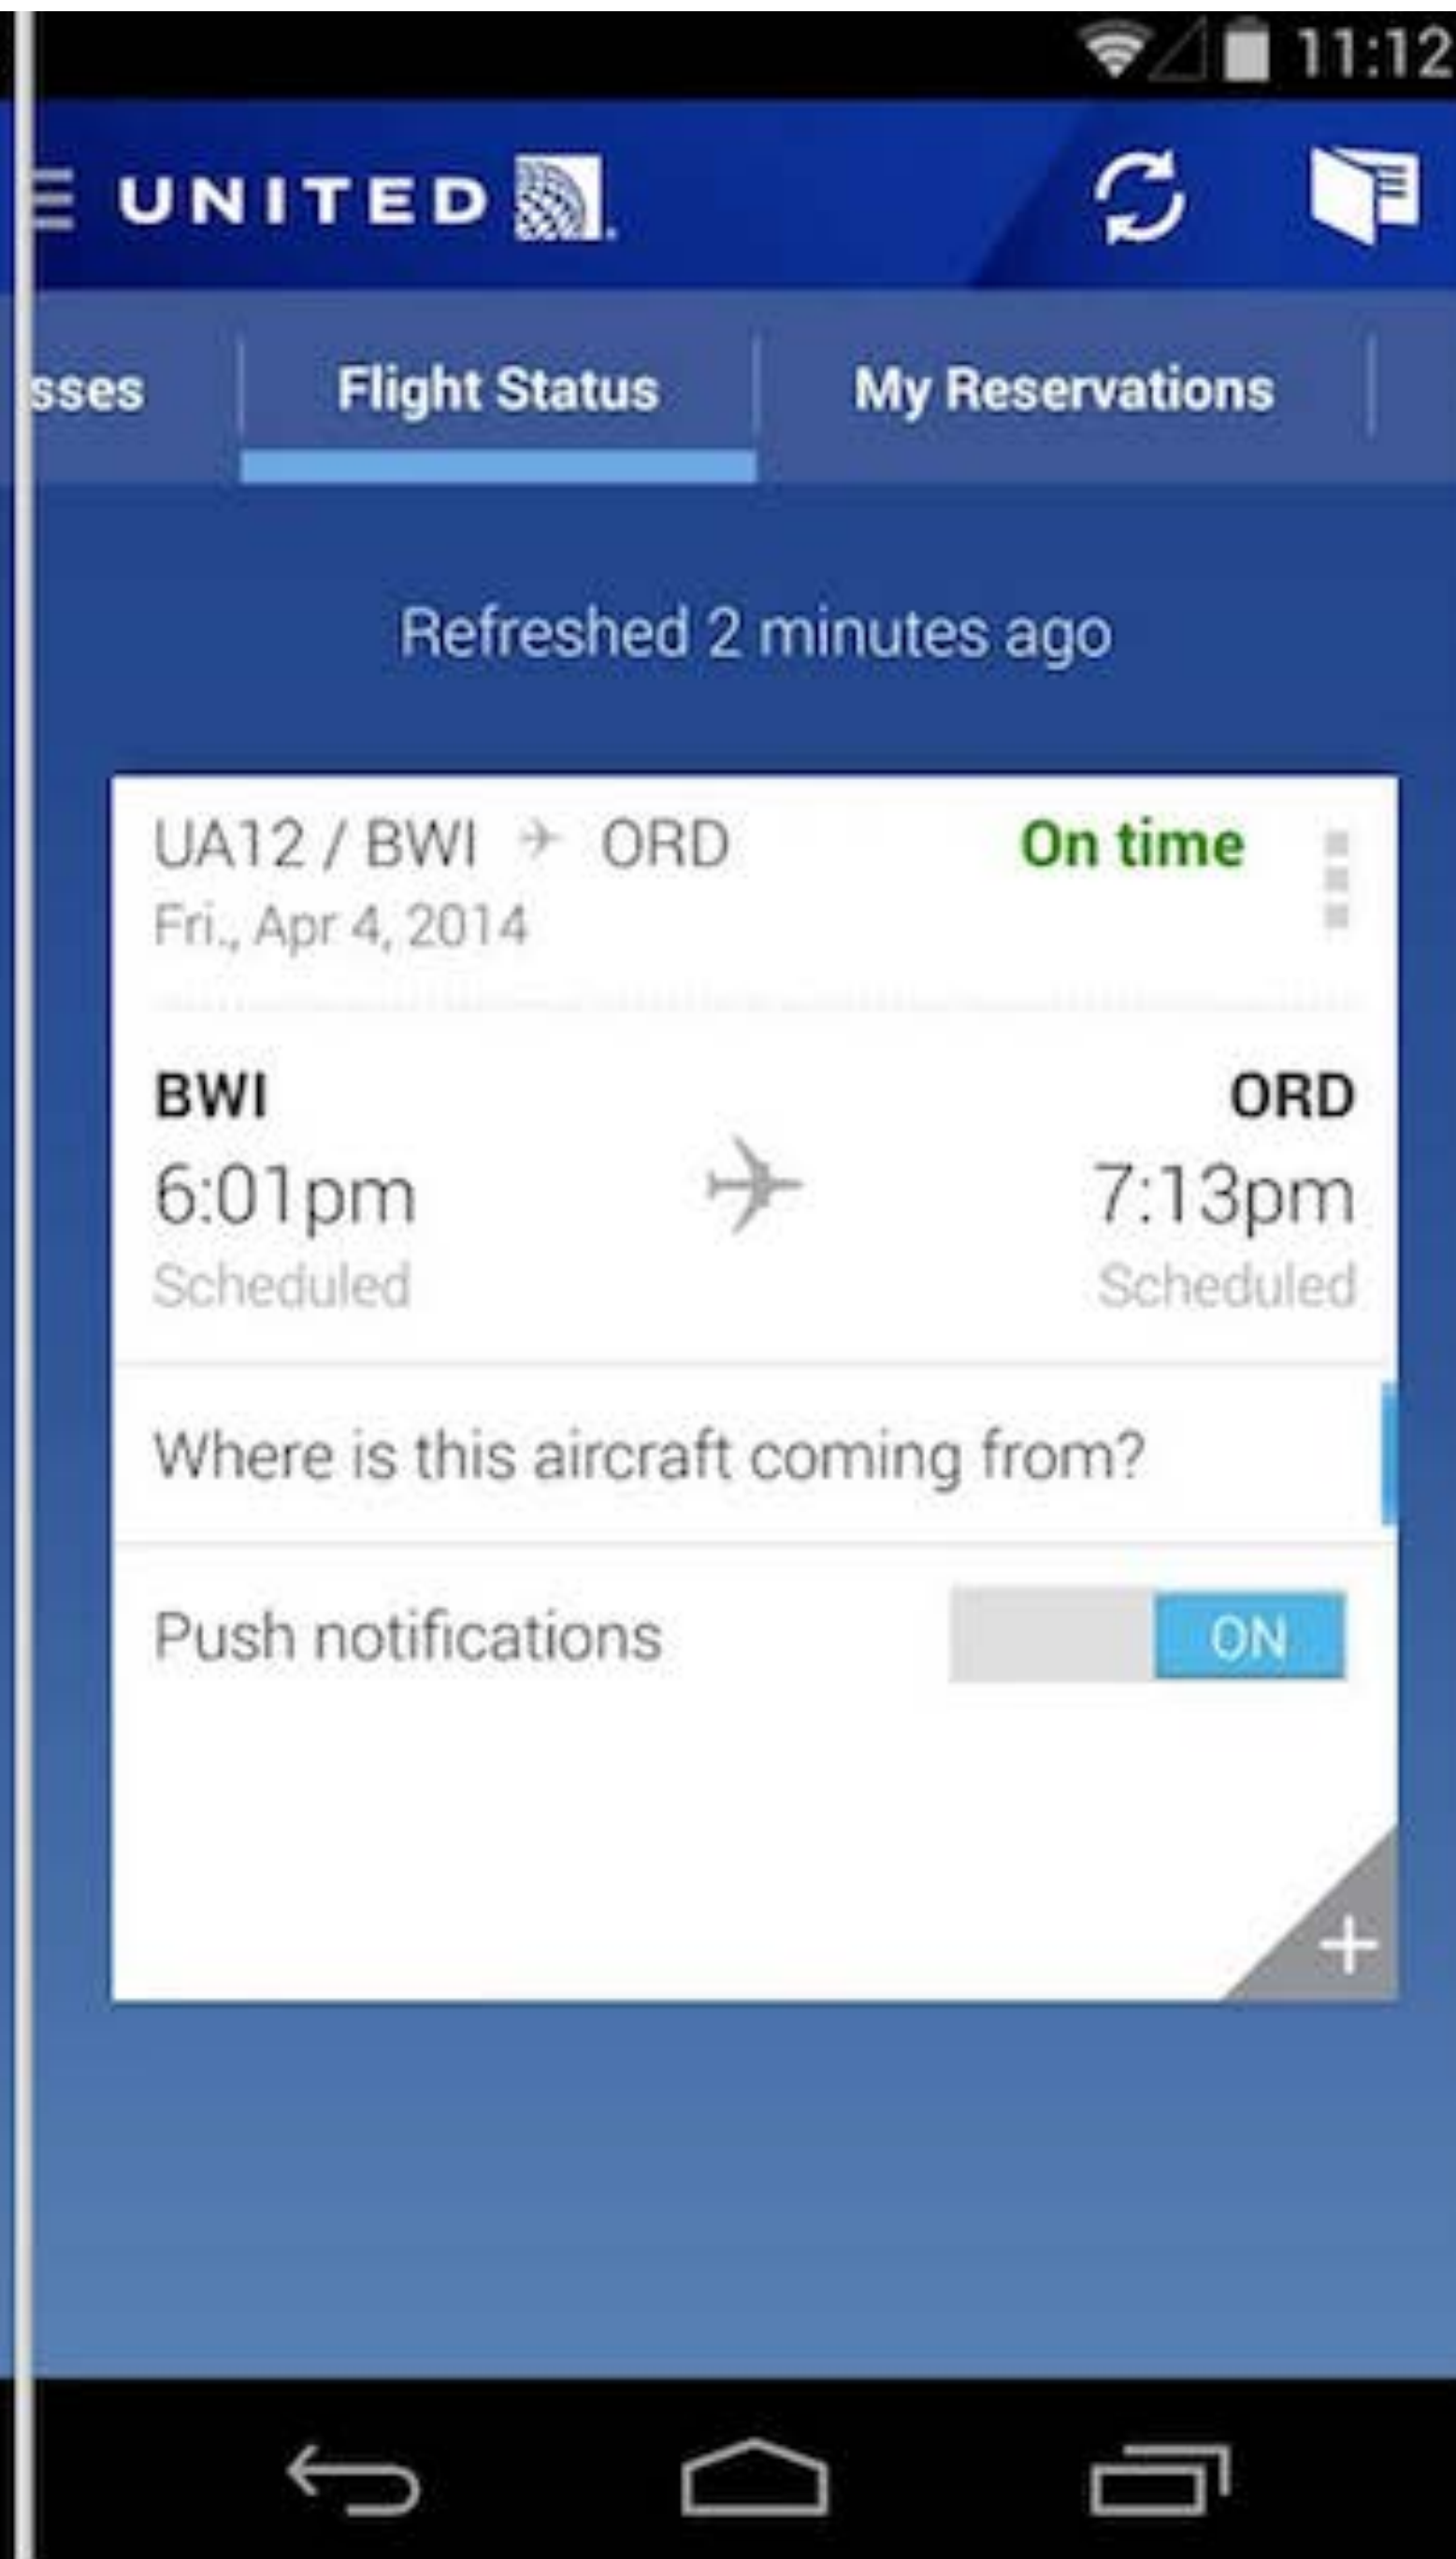 11:12
UNITED
sses
Flight Status
My Reservations
Refreshed 2 minutes ago
UA12 / BWI ORD
On time
Fri., Apr 4, 2014
BWI
ORD
6:01pm
7:13pm
Scheduled
Scheduled
Where is this aircraft coming from?
Push notifications
ON